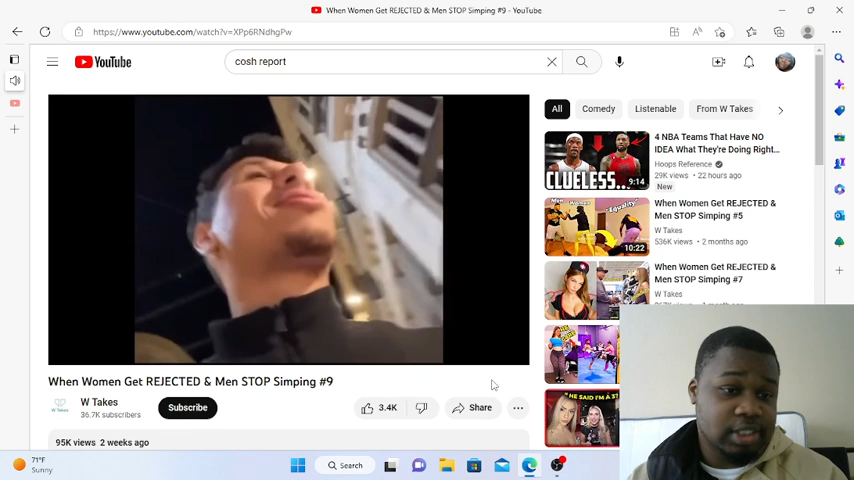 When Women Get REJECTED & Men STOP Simping #9 - YouTube
https://www.youtube.com/watch?v=XPp6RNdhgPw
YouTube
cosh report
All
Comedy
Listenable
From W Takes
CLUELESS...
9:14
4 NBA Teams That Have NO
IDEA What They're Doing Right...
Hoops Reference
29K views • 22 hours ago
New
Women
"Equality"
10:22
When Women Get REJECTED &
Men STOP Simping #5
W Takes
536K views • 2 months ago
When Women Get REJECTED &
Men STOP Simping #7
W Takes
"HE SAID I'M A 3?"
When Women Get REJECTED & Men STOP Simping #9
W Takes
36.7K subscribers
Subscribe
3.4K
Share
95K views 2 weeks ago
71°F
Sunny
Search